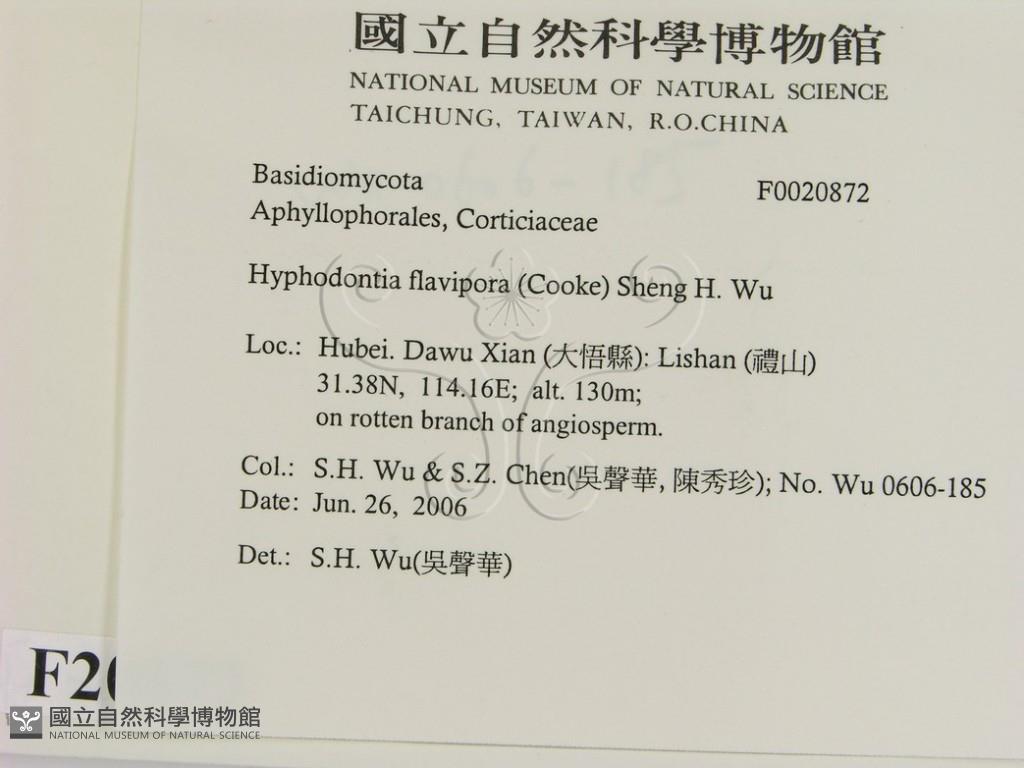 國立自然科學博物館
NATIONAL MUSEUM OF NATURAL SCIENCE
TAICHUNG, TAIWAN, R.O.CHINA
Basidiomycota
F0020872
Aphyllophorales, Corticiaceae
Hyphodontia flavipora (Cooke) Sheng H. Wu
Loc.: Hubei. Dawu Xian (大悟縣): Lishan (禮山)
31.38N, 114.16E; alt. 130m;
on rotten branch of angiosperm.
Col.: S.H. Wu & S.Z. Chen(吳聲華, 陳秀珍); No. Wu 0606-185
Date: Jun. 26, 2006
Det.: S.H. Wu(吳聲華)
國立自然科學博物館
NATIONAL MUSEUM OF NATURAL SCIENCE